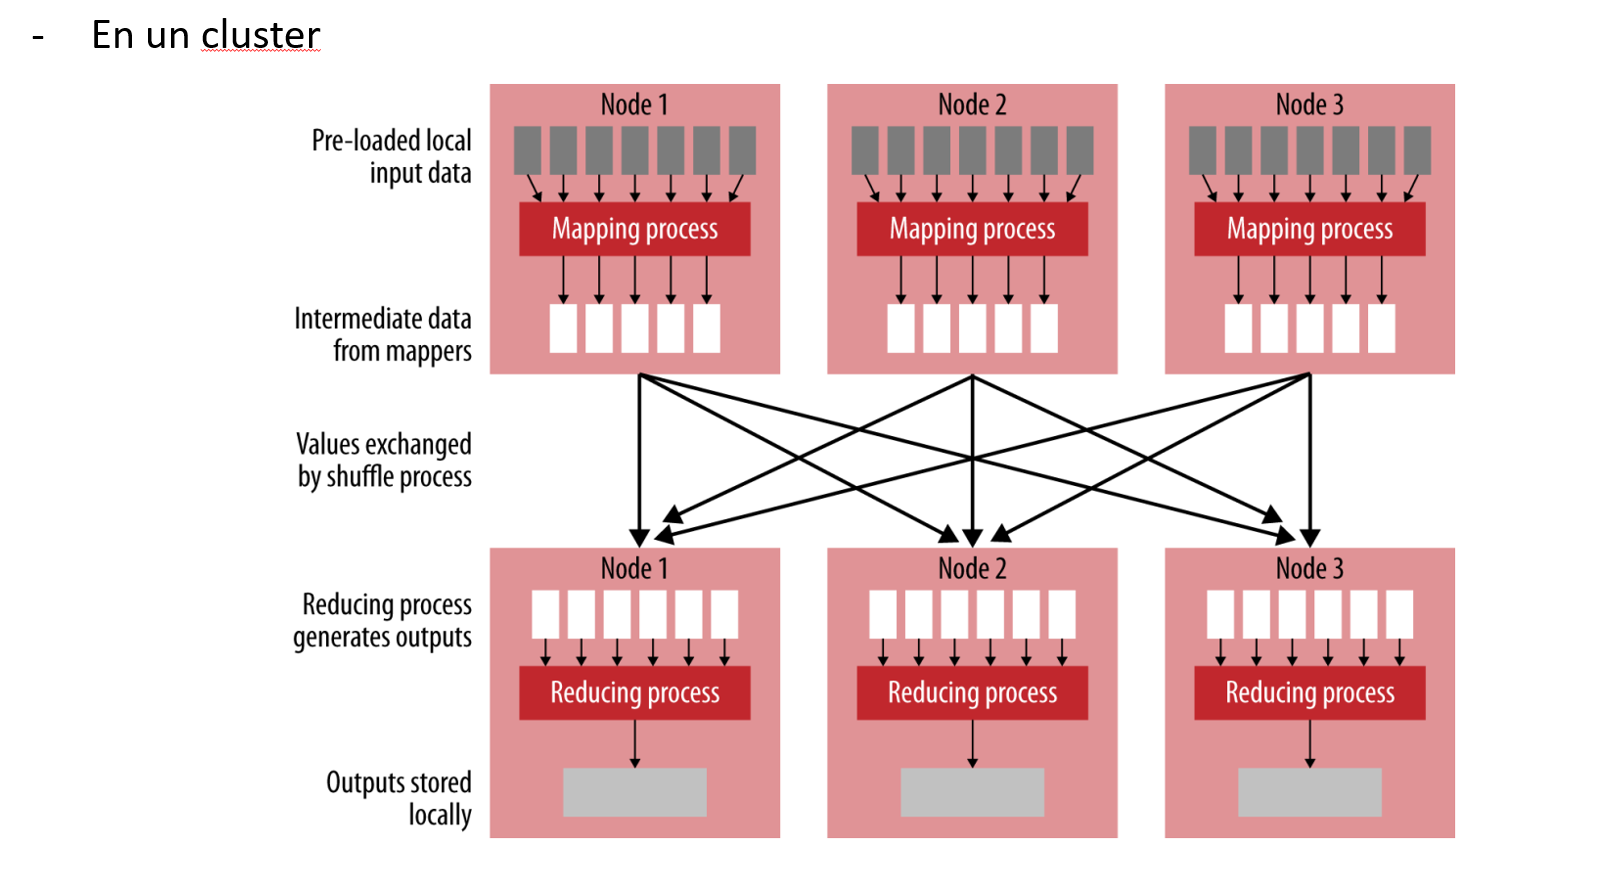 - En un cluster
Node 1
Node 2
Node 3
Pre-loaded local
input data
Mapping process
Mapping process
Mapping process
Intermediate data
from mappers
Values exchanged
by shuffle process
Node 1
Node 2
Node 3
Reducing process
generates outputs
Reducing process
Reducing process
Reducing process
Outputs stored
locally